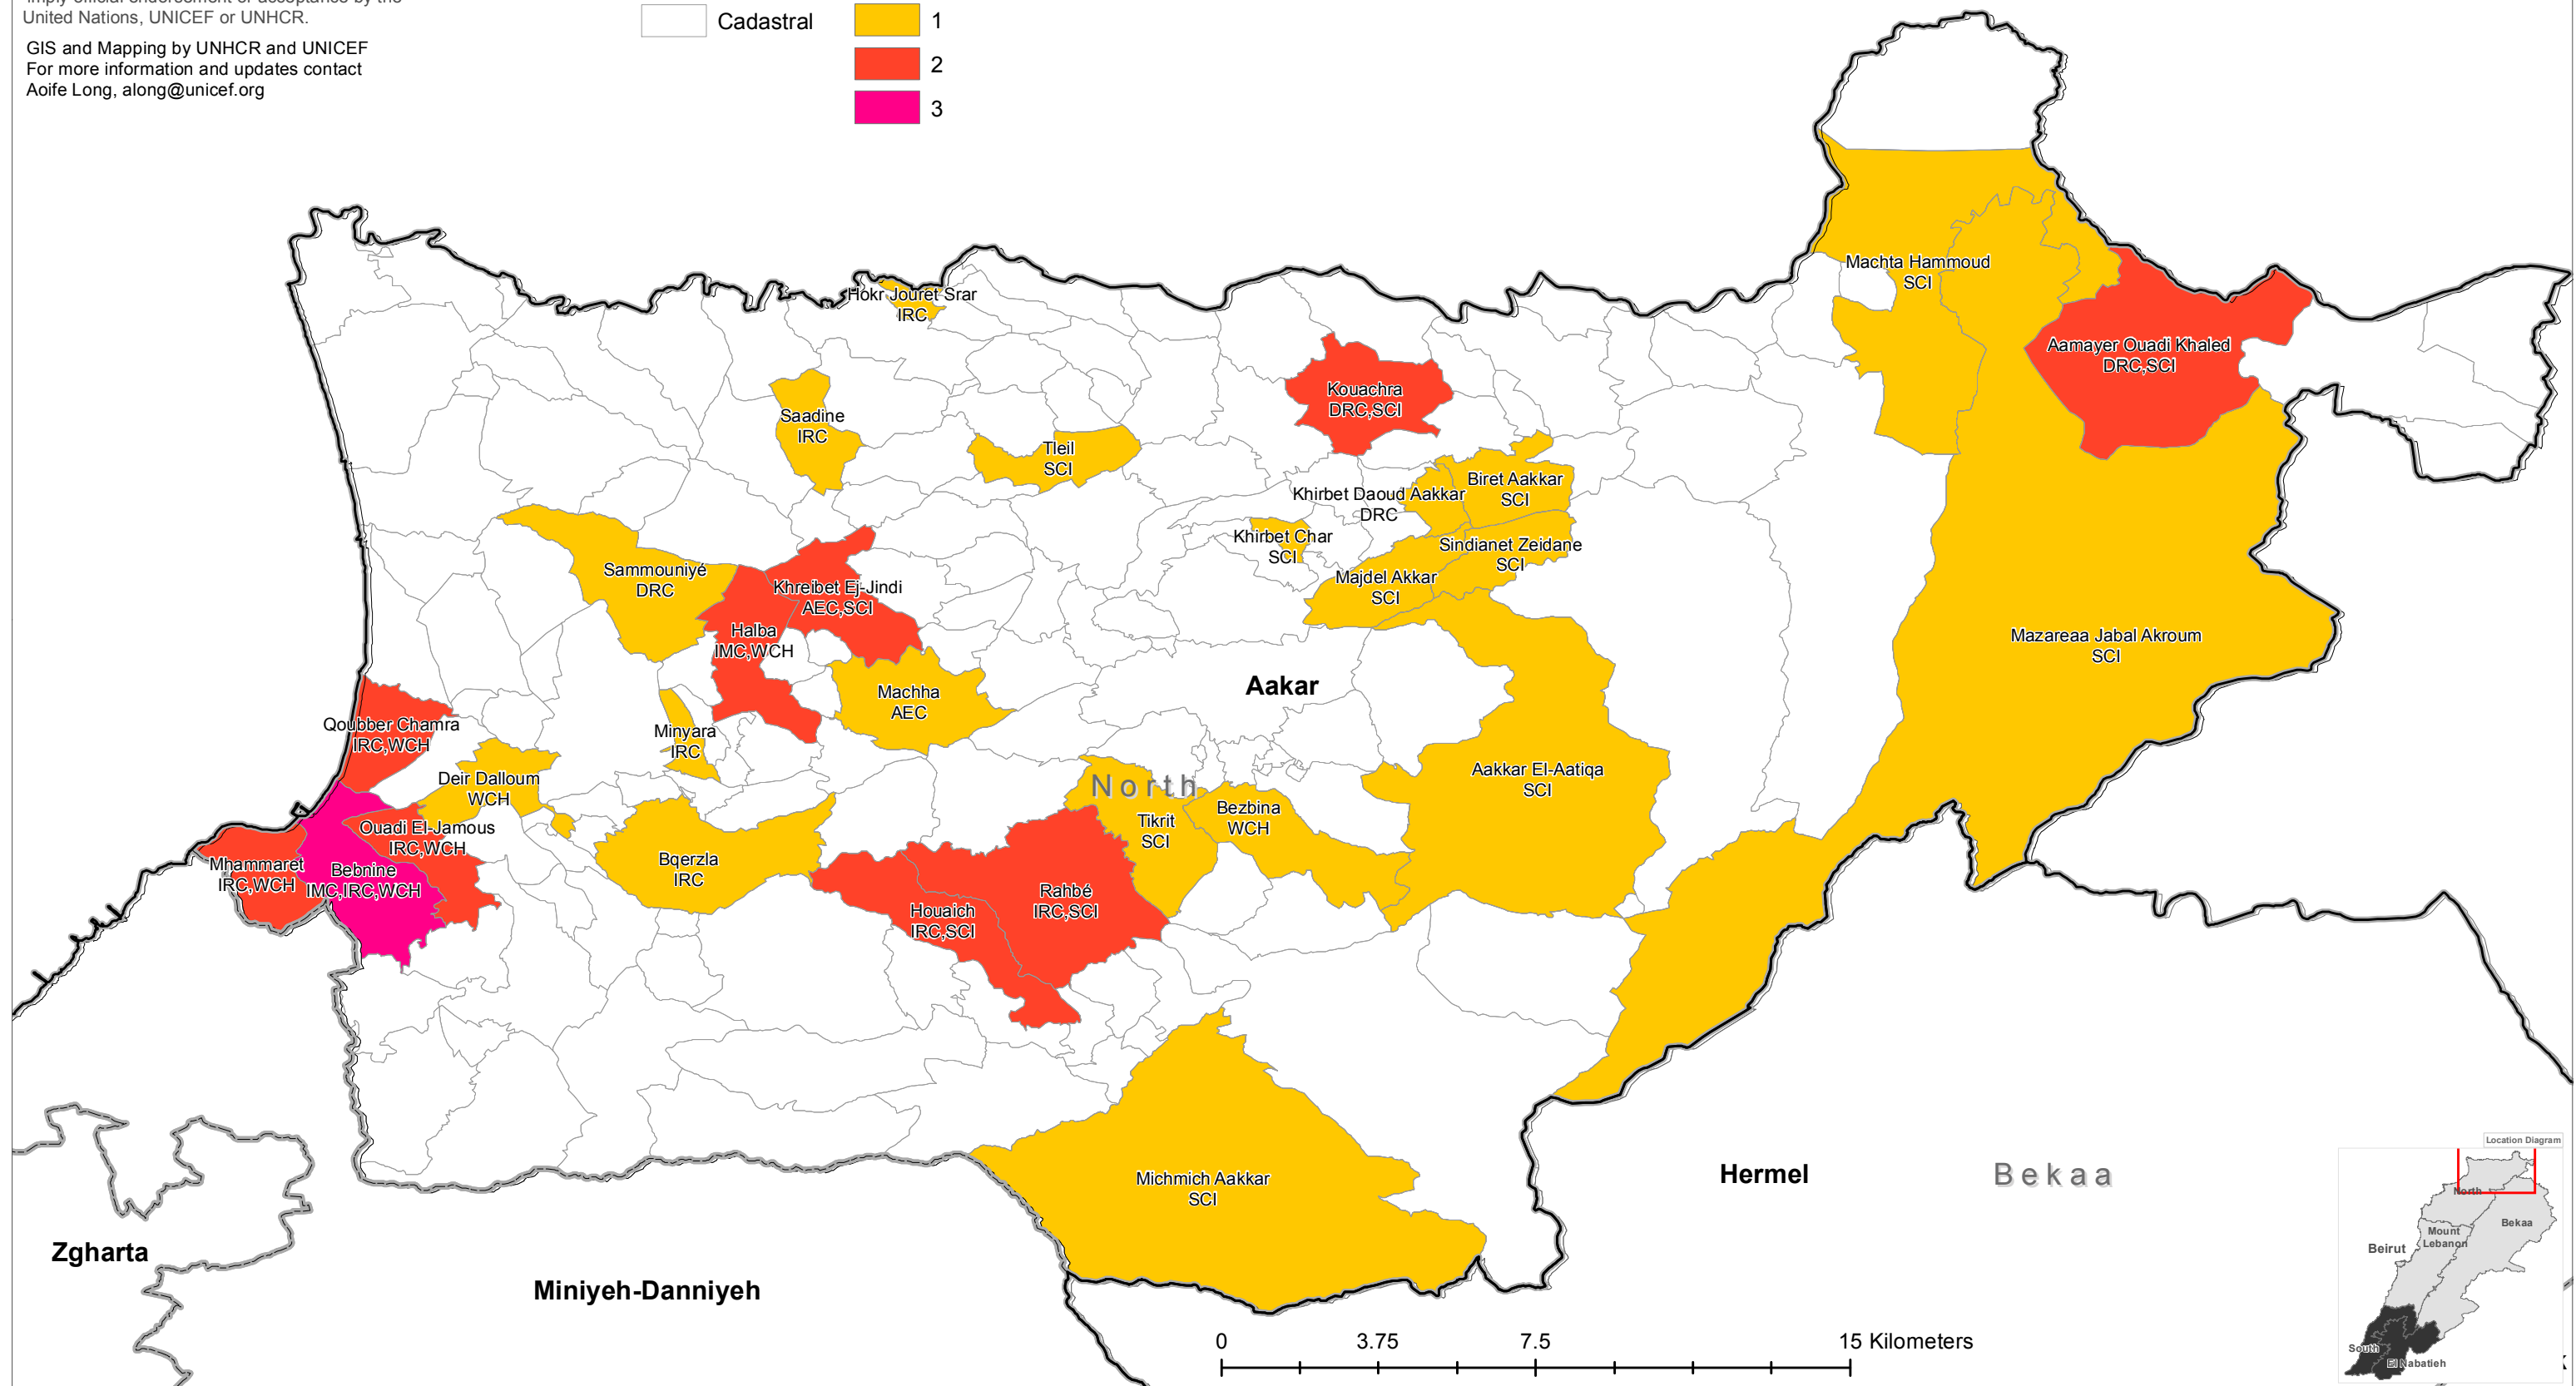 imply official endorsement or acceptance by the
United Nations, UNICEF or UNHCR.
GIS and Mapping by UNHCR and UNICEF
For more information and updates contact
Aoife Long, along@unicef.org
Cadastral
1
2
3
Hokr Jouret Srar
IRC
Machta Hammoud
SCI
Aamayer Ouadi Khaled
DRC,SCI
Kouachra
DRC,SCI
Saadine
IRC
Tleil
SCI
Biret Aakkar
SCI
Khirbet Daoud Aakkar
DRC
Khirbet Char
SCI
Sindianet Zeidane
SCI
Majdel Akkar
SCI
Sammouniyé
DRC
Khreibet Ej-Jindi
AEC,SCI
Halba
IMC,WCH
Mazareaa Jabal Akroum
SCI
Machha
AEC
Aakar
Qoubber Chamra
IRC,WCH
Minyara
IRC
Deir Dalloum
WCH
North
Aakkar El-Aatiqa
SCI
Bezbina
WCH
Tikrit
SCI
Ouadi El-Jamous
IRC,WCH
Mhammaret
IRC,WCH
Bebnine
IMC,IRC,WCH
Bqerzla
IRC
Rahbé
IRC,SCI
Houaich
IRC,SCI
Michmich Aakkar
SCI
Hermel
Bekaa
Zgharta
Miniyeh-Danniyeh
0 3.75 7.5 15 Kilometers
Location Diagram
North
Bekaa
Mount
Lebanon
Beirut
South
El Nabatieh